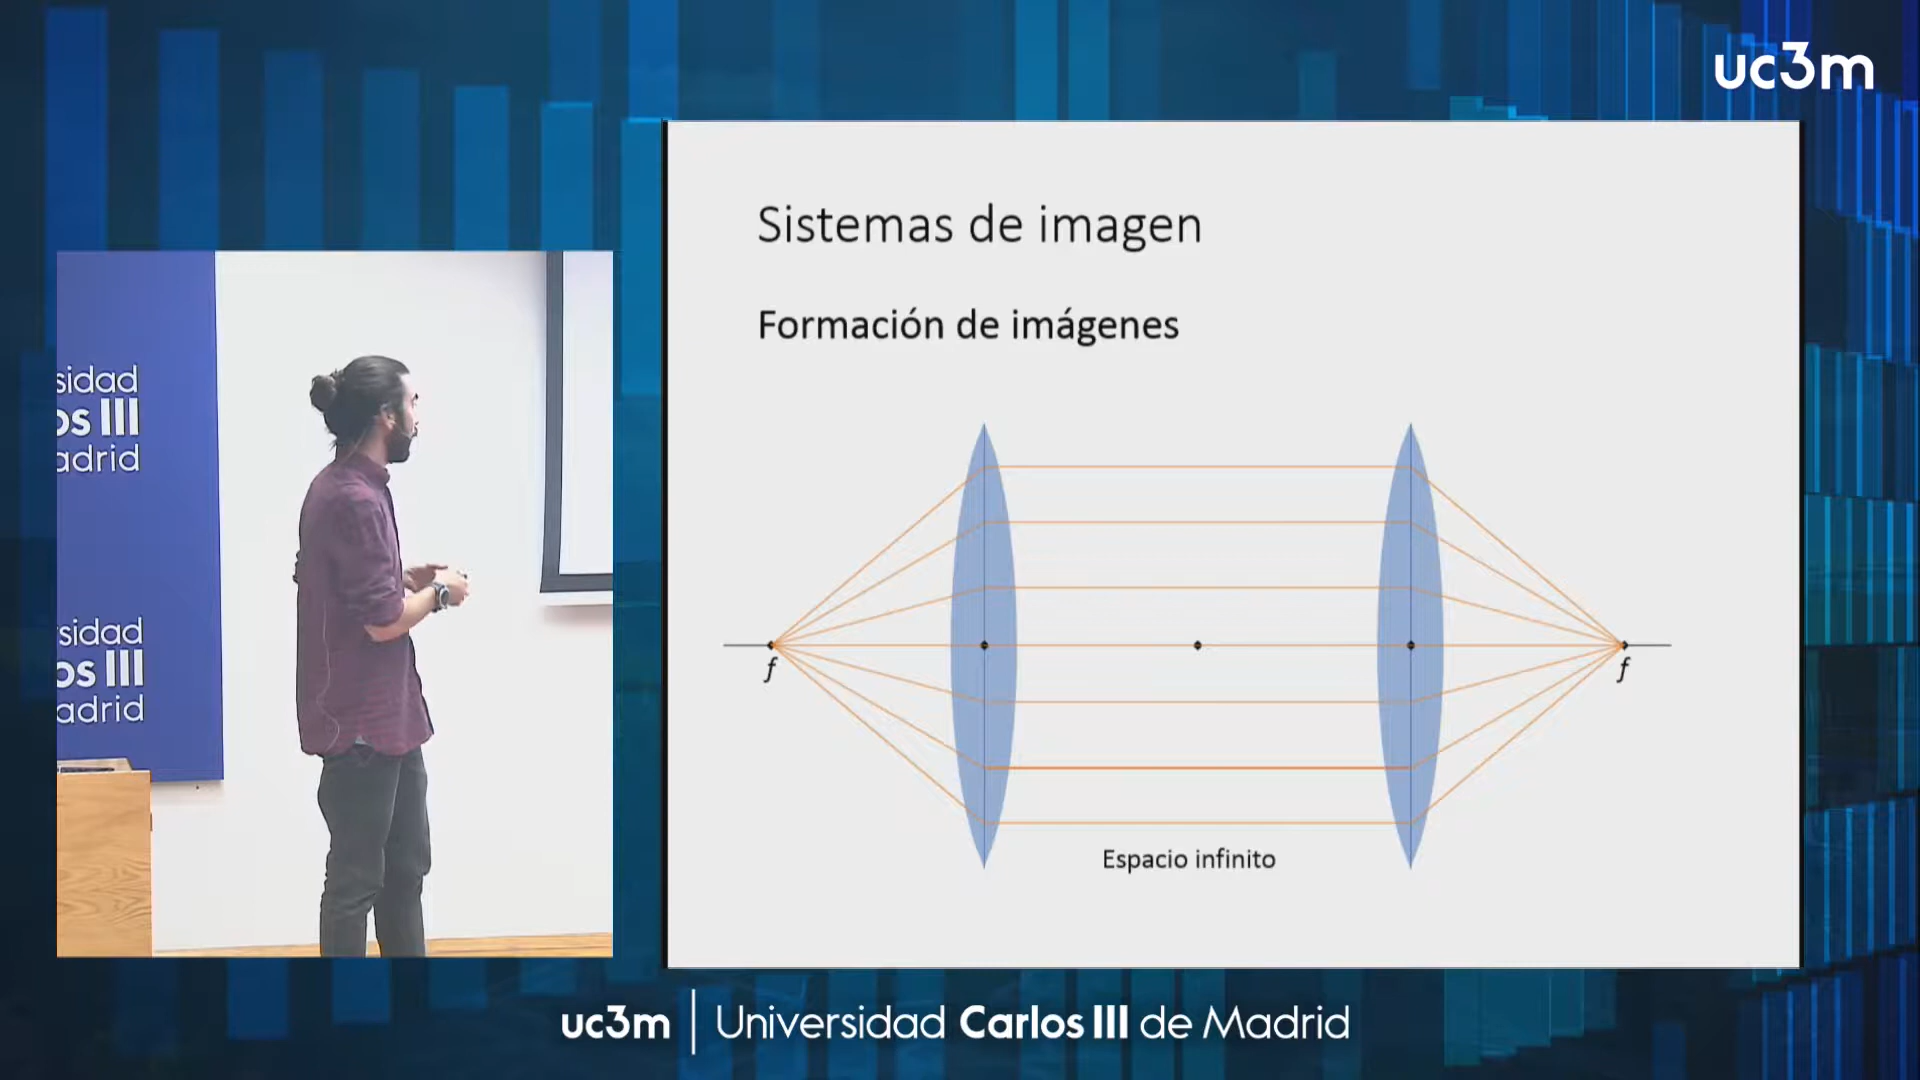 uc3m
Sistemas de imagen
Formación de imágenes
sidad
os III
adrid
rsidad
os III
adrid
f
f
Espacio infinito
uc3m | Universidad Carlos III de Madrid